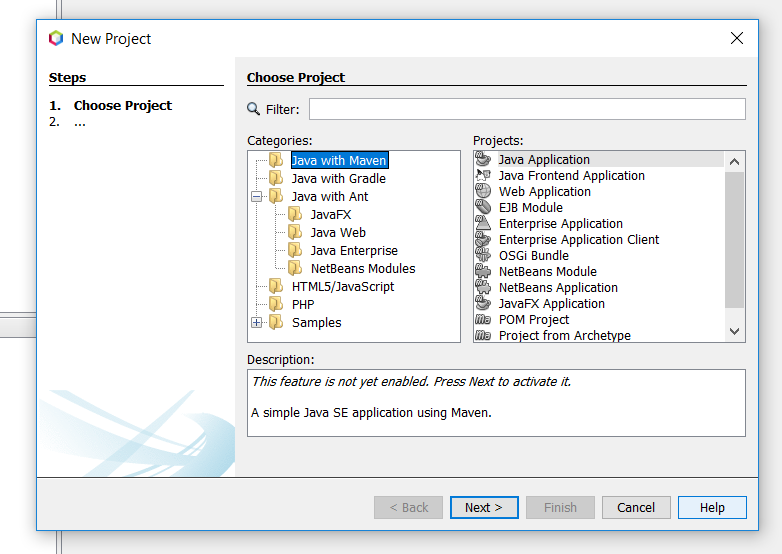 New Project
Steps
1. Choose Project
2. ...
Choose Project
Filter:
Categories:
Java with Maven
Java with Gradle
Java with Ant
JavaFX
Java Web
Java Enterprise
NetBeans Modules
HTML5/JavaScript
PHP
Samples
Projects:
Java Application
Java Frontend Application
Web Application
EJB Module
Enterprise Application
Enterprise Application Client
OSGi Bundle
NetBeans Module
NetBeans Application
JavaFX Application
POM Project
Project from Archetype
Description:
This feature is not yet enabled. Press Next to activate it.
A simple Java SE application using Maven.
< Back Next > Finish Cancel Help